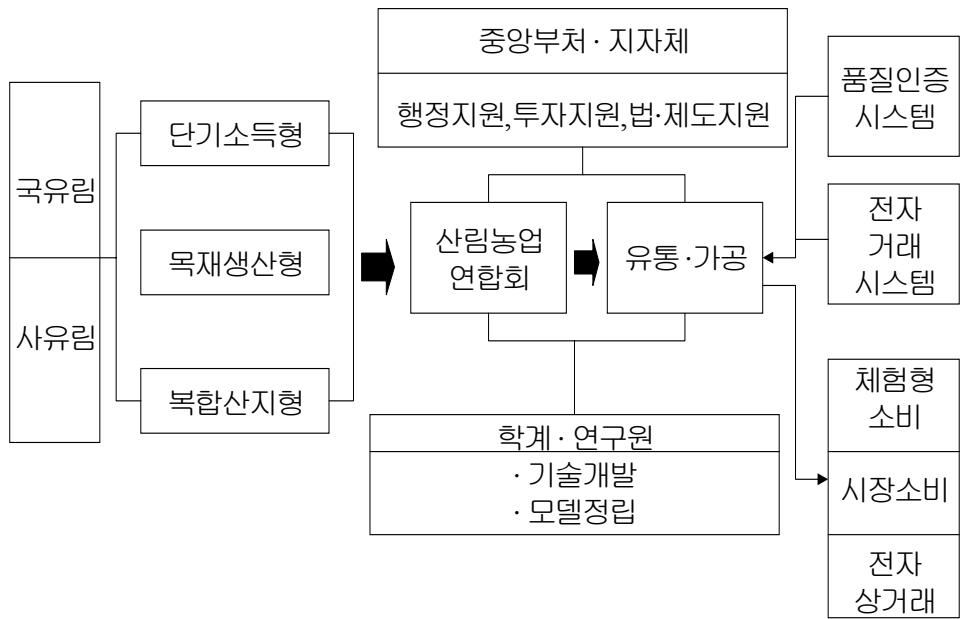 국유림
사유림
단기소득형
목재생산형
복합산지형
중앙부처 · 지자체
행정지원,투자지원,법·제도지원
산림농업
연합회
유통·가공
학계 · 연구원
· 기술개발
· 모델정립
품질인증
시스템
전자
거래
시스템
체험형
소비
시장소비
전자
상거래